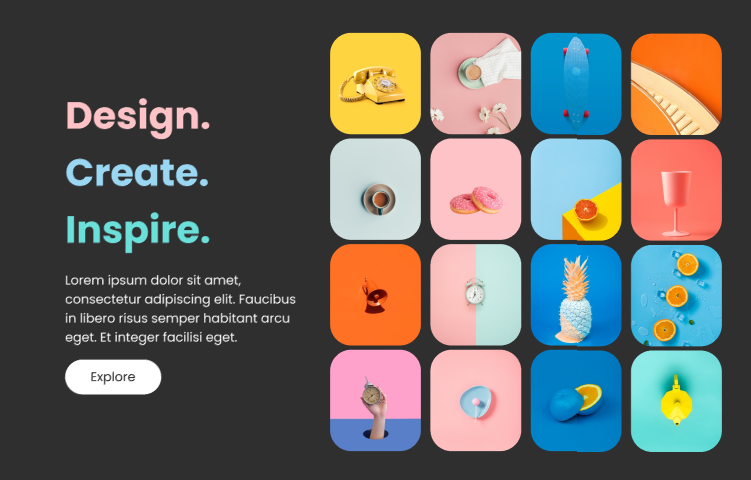 Design.
Create.
Inspire.
Lorem ipsum dolor sit amet,
consectetur adipiscing elit. Faucibus
in libero risus semper habitant arcu
eget. Et integer facilisi eget.
Explore